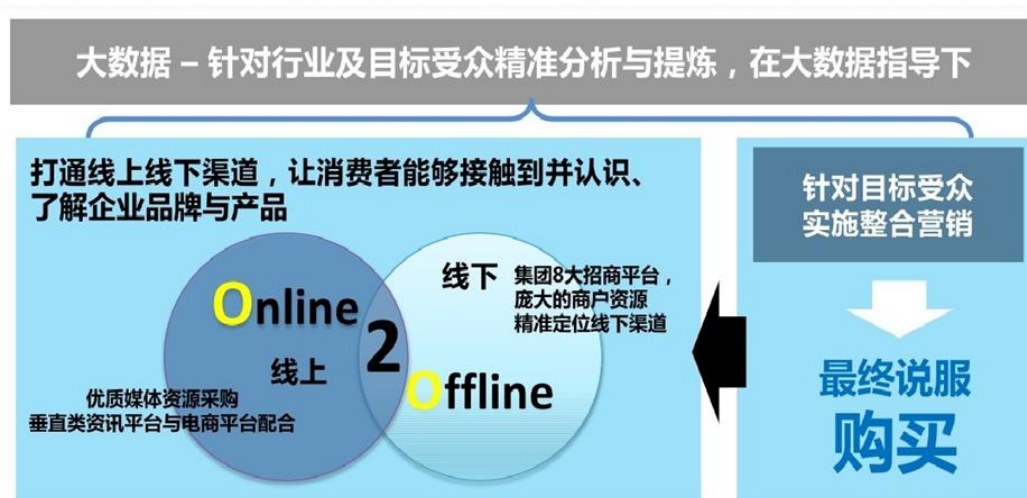 大数据 – 针对行业及目标受众精准分析与提炼，在大数据指导下
打通线上线下渠道，让消费者能够接触到并认识、
了解企业品牌与产品
Online
线上
优质媒体资源采购
垂直类资讯平台与电商平台配合
2
线下
集团8大招商平台，
庞大的商户资源
精准定位线下渠道
Offline
针对目标受众
实施整合营销
最终说服
购买